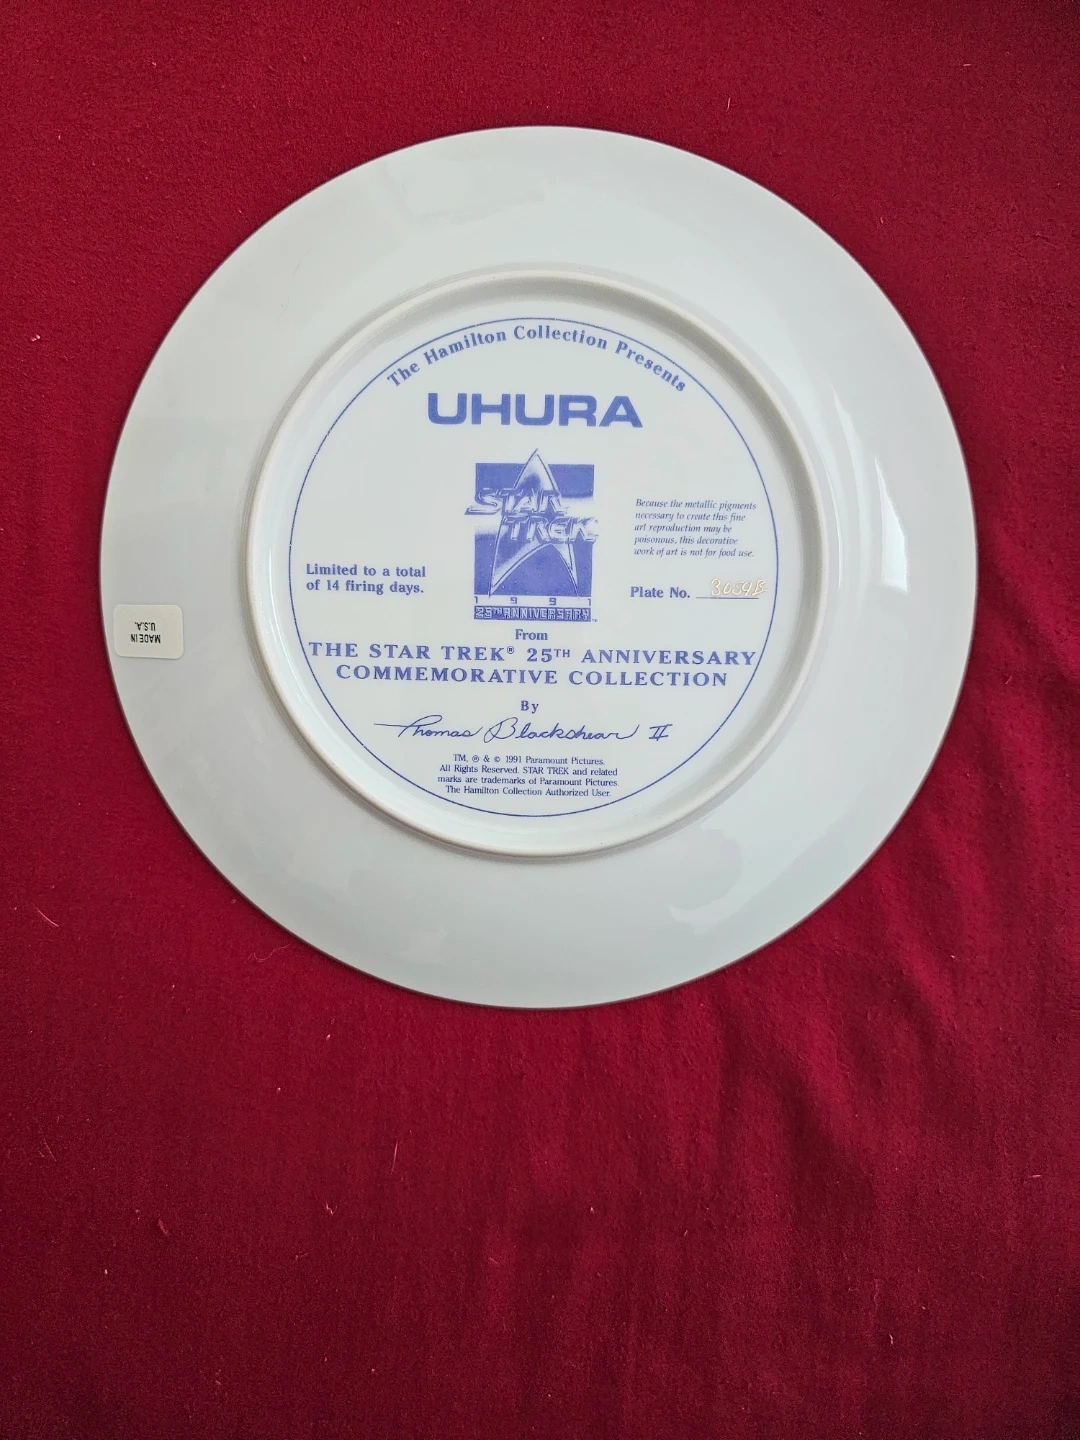 The Hamilton Collection Presents
UHURA
STAR
TREK
1991
25TH ANNIVERSARY
Because the metallic pigments
necessary to create this fine
art reproduction may be
poisonous, this decorative
work of art is not for food use.
Limited to a total
of 14 firing days.
Plate No.
From
THE STAR TREK® 25TH ANNIVERSARY
COMMEMORATIVE COLLECTION
By
Thomas Blackshear II
TM, ® & © 1991 Paramount Pictures.
All Rights Reserved. STAR TREK and related
marks are trademarks of Paramount Pictures.
The Hamilton Collection Authorized User.
MADE IN
U.S.A.